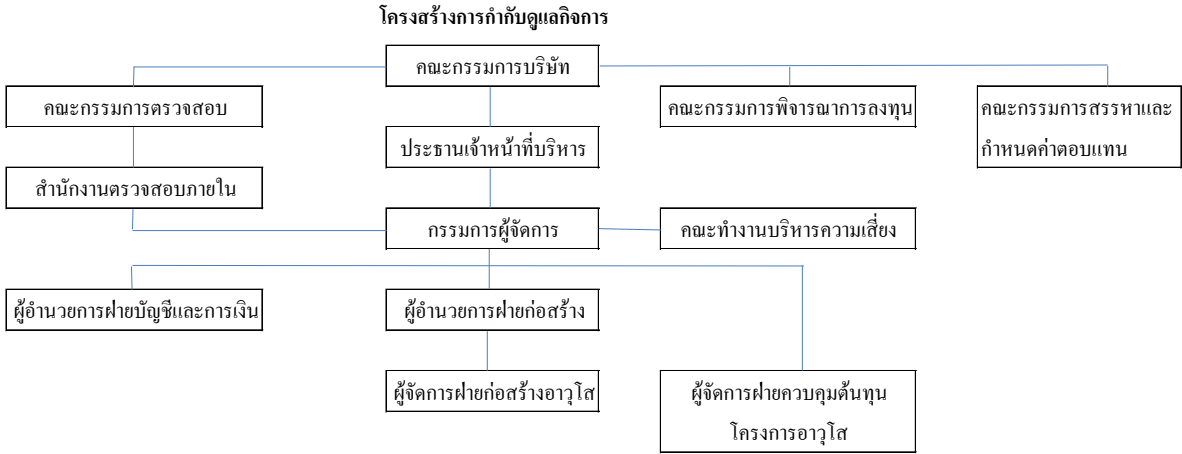 โครงสร้างการกำกับดูแลกิจการ
คณะกรรมการบริษัท
คณะกรรมการตรวจสอบ
คณะกรรมการพิจารณาการลงทุน
คณะกรรมการสรรหาและ
กำหนดค่าตอบแทน
ประธานเจ้าหน้าที่บริหาร
สำนักงานตรวจสอบภายใน
กรรมการผู้จัดการ
คณะทำงานบริหารความเสี่ยง
ผู้อำนวยการฝ่ายบัญชีและการเงิน
ผู้อำนวยการฝ่ายก่อสร้าง
ผู้จัดการฝ่ายก่อสร้างอาวุโส
ผู้จัดการฝ่ายควบคุมต้นทุน
โครงการอาวุโส